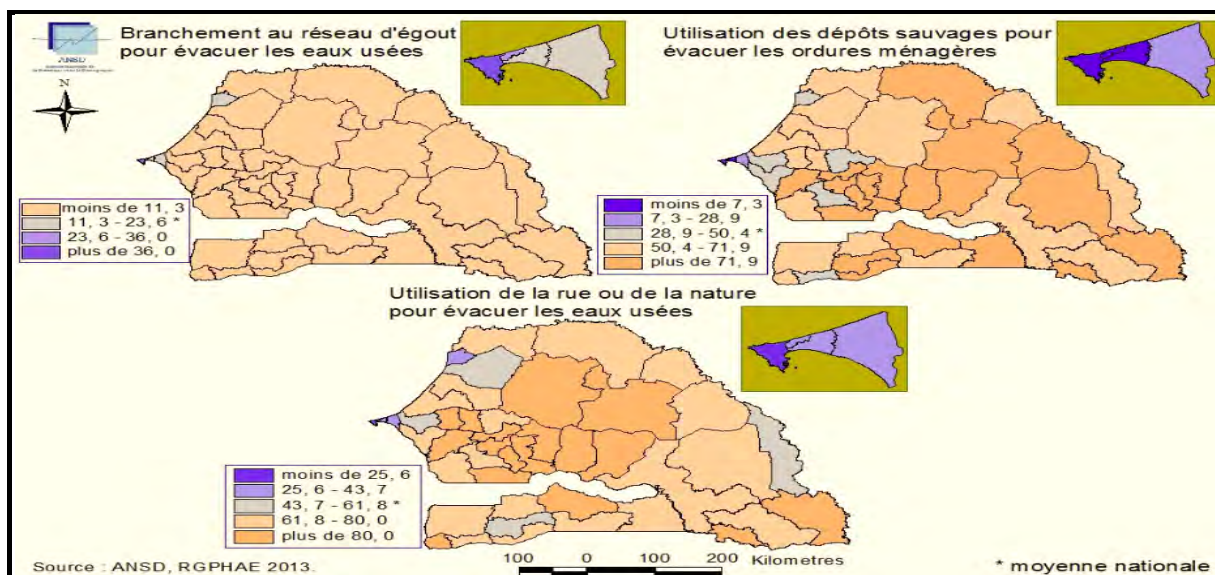 Branchement au réseau d'égout
pour évacuer les eaux usées
ANSD
N
moins de 11, 3
11, 3 - 23, 6 *
23, 6 - 36, 0
plus de 36, 0
Utilisation des dépôts sauvages pour
évacuer les ordures ménagères
moins de 7, 3
7, 3 - 28, 9
28, 9 - 50, 4 *
50, 4 - 71, 9
plus de 71, 9
Utilisation de la rue ou de la nature
pour évacuer les eaux usées
moins de 25, 6
25, 6 - 43, 7
43, 7 - 61, 8 *
61, 8 - 80, 0
plus de 80, 0
100 0 100 200 Kilometres
Source : ANSD, RGPHAE 2013.
* moyenne nationale